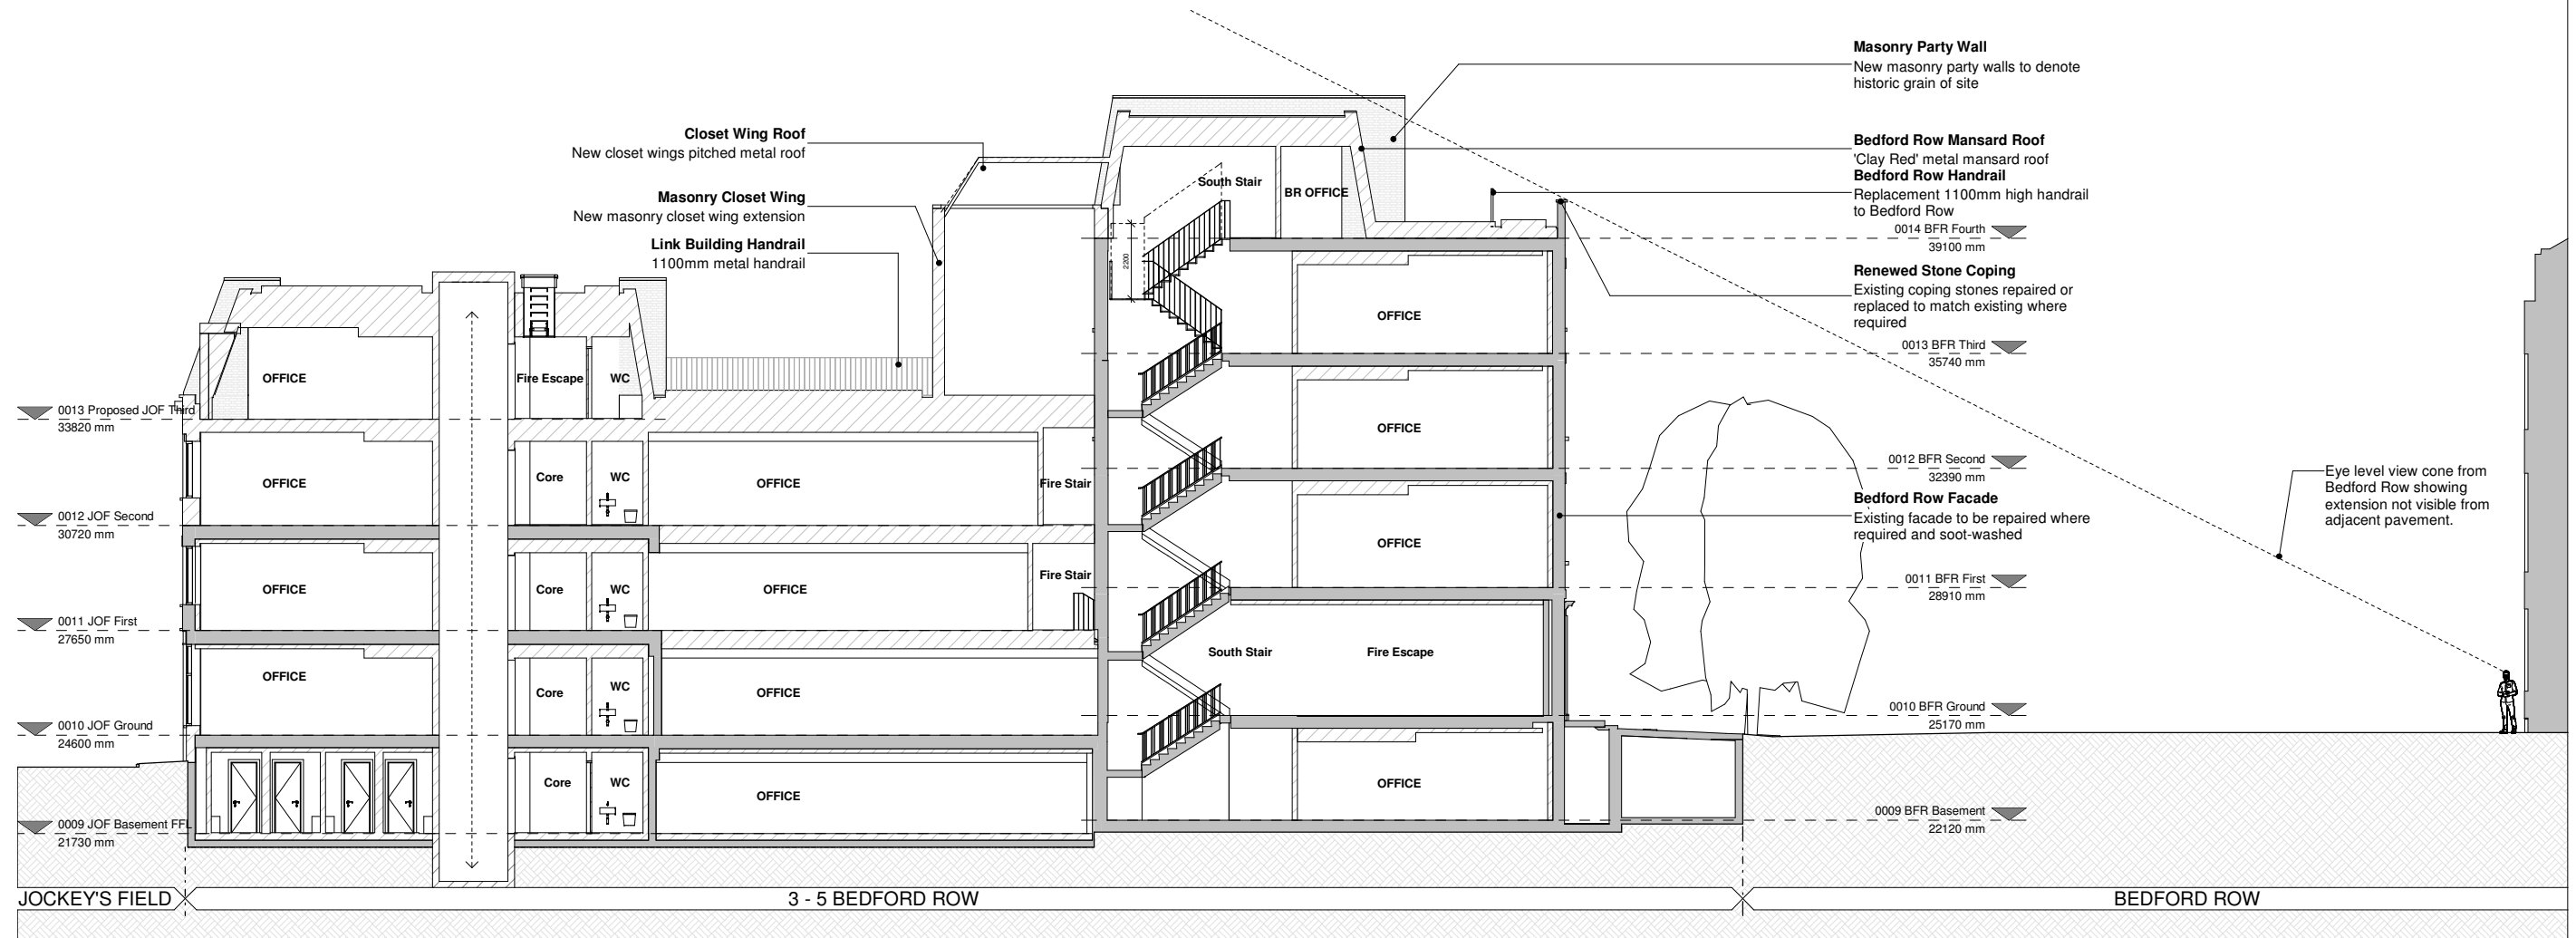 Masonry Party Wall
New masonry party walls to denote
historic grain of site
Closet Wing Roof
New closet wings pitched metal roof
Bedford Row Mansard Roof
'Clay Red' metal mansard roof
Bedford Row Handrail
Replacement 1100mm high handrail
to Bedford Row
Masonry Closet Wing
New masonry closet wing extension
Link Building Handrail
1100mm metal handrail
South Stair
BR OFFICE
0014 BFR Fourth
39100 mm
2200
Renewed Stone Coping
Existing coping stones repaired or
replaced to match existing where
required
OFFICE
0013 BFR Third
35740 mm
OFFICE
Fire Escape
WC
0013 Proposed JOF Third
33820 mm
OFFICE
0012 BFR Second
32390 mm
Eye level view cone from
Bedford Row showing
extension not visible from
adjacent pavement.
OFFICE
Core
WC
OFFICE
Fire Stair
Bedford Row Facade
Existing facade to be repaired where
required and soot-washed
0012 JOF Second
30720 mm
OFFICE
OFFICE
Core
WC
OFFICE
Fire Stair
0011 BFR First
28910 mm
0011 JOF First
27650 mm
South Stair
Fire Escape
OFFICE
Core
WC
OFFICE
0010 BFR Ground
25170 mm
0010 JOF Ground
24600 mm
Core
WC
OFFICE
OFFICE
0009 JOF Basement FFL
21730 mm
0009 BFR Basement
22120 mm
JOCKEY'S FIELD
3 - 5 BEDFORD ROW
BEDFORD ROW